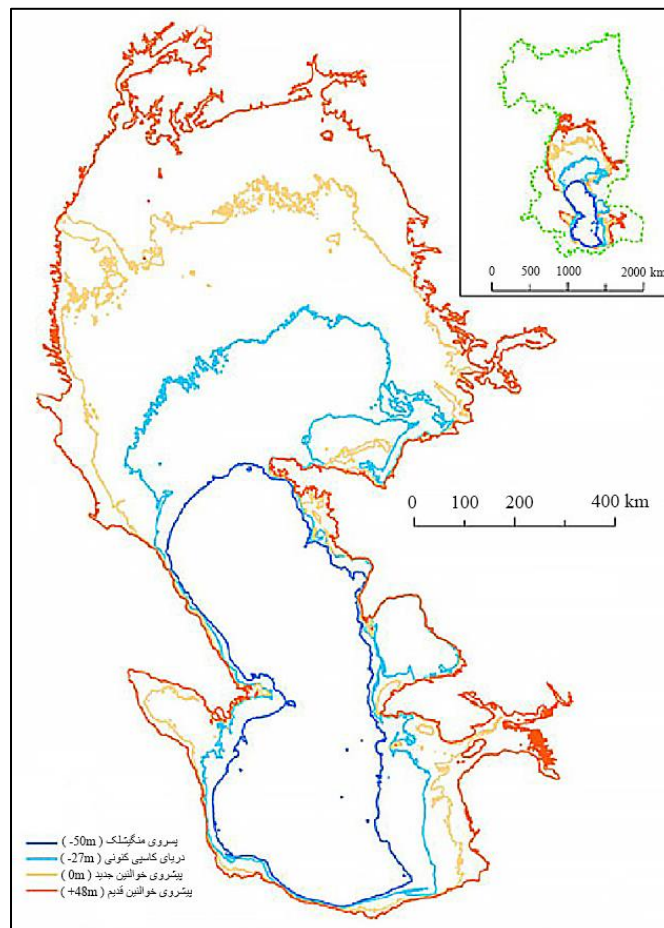 0 500 1000 2000 km
0 100 200 400 km
پسروی منگیشلک ( -50m )
دریای کاسپی کنونی ( -27m )
پیشروی خوالنین جدید ( 0m )
پیشروی خوالنین قدیم ( +48m )